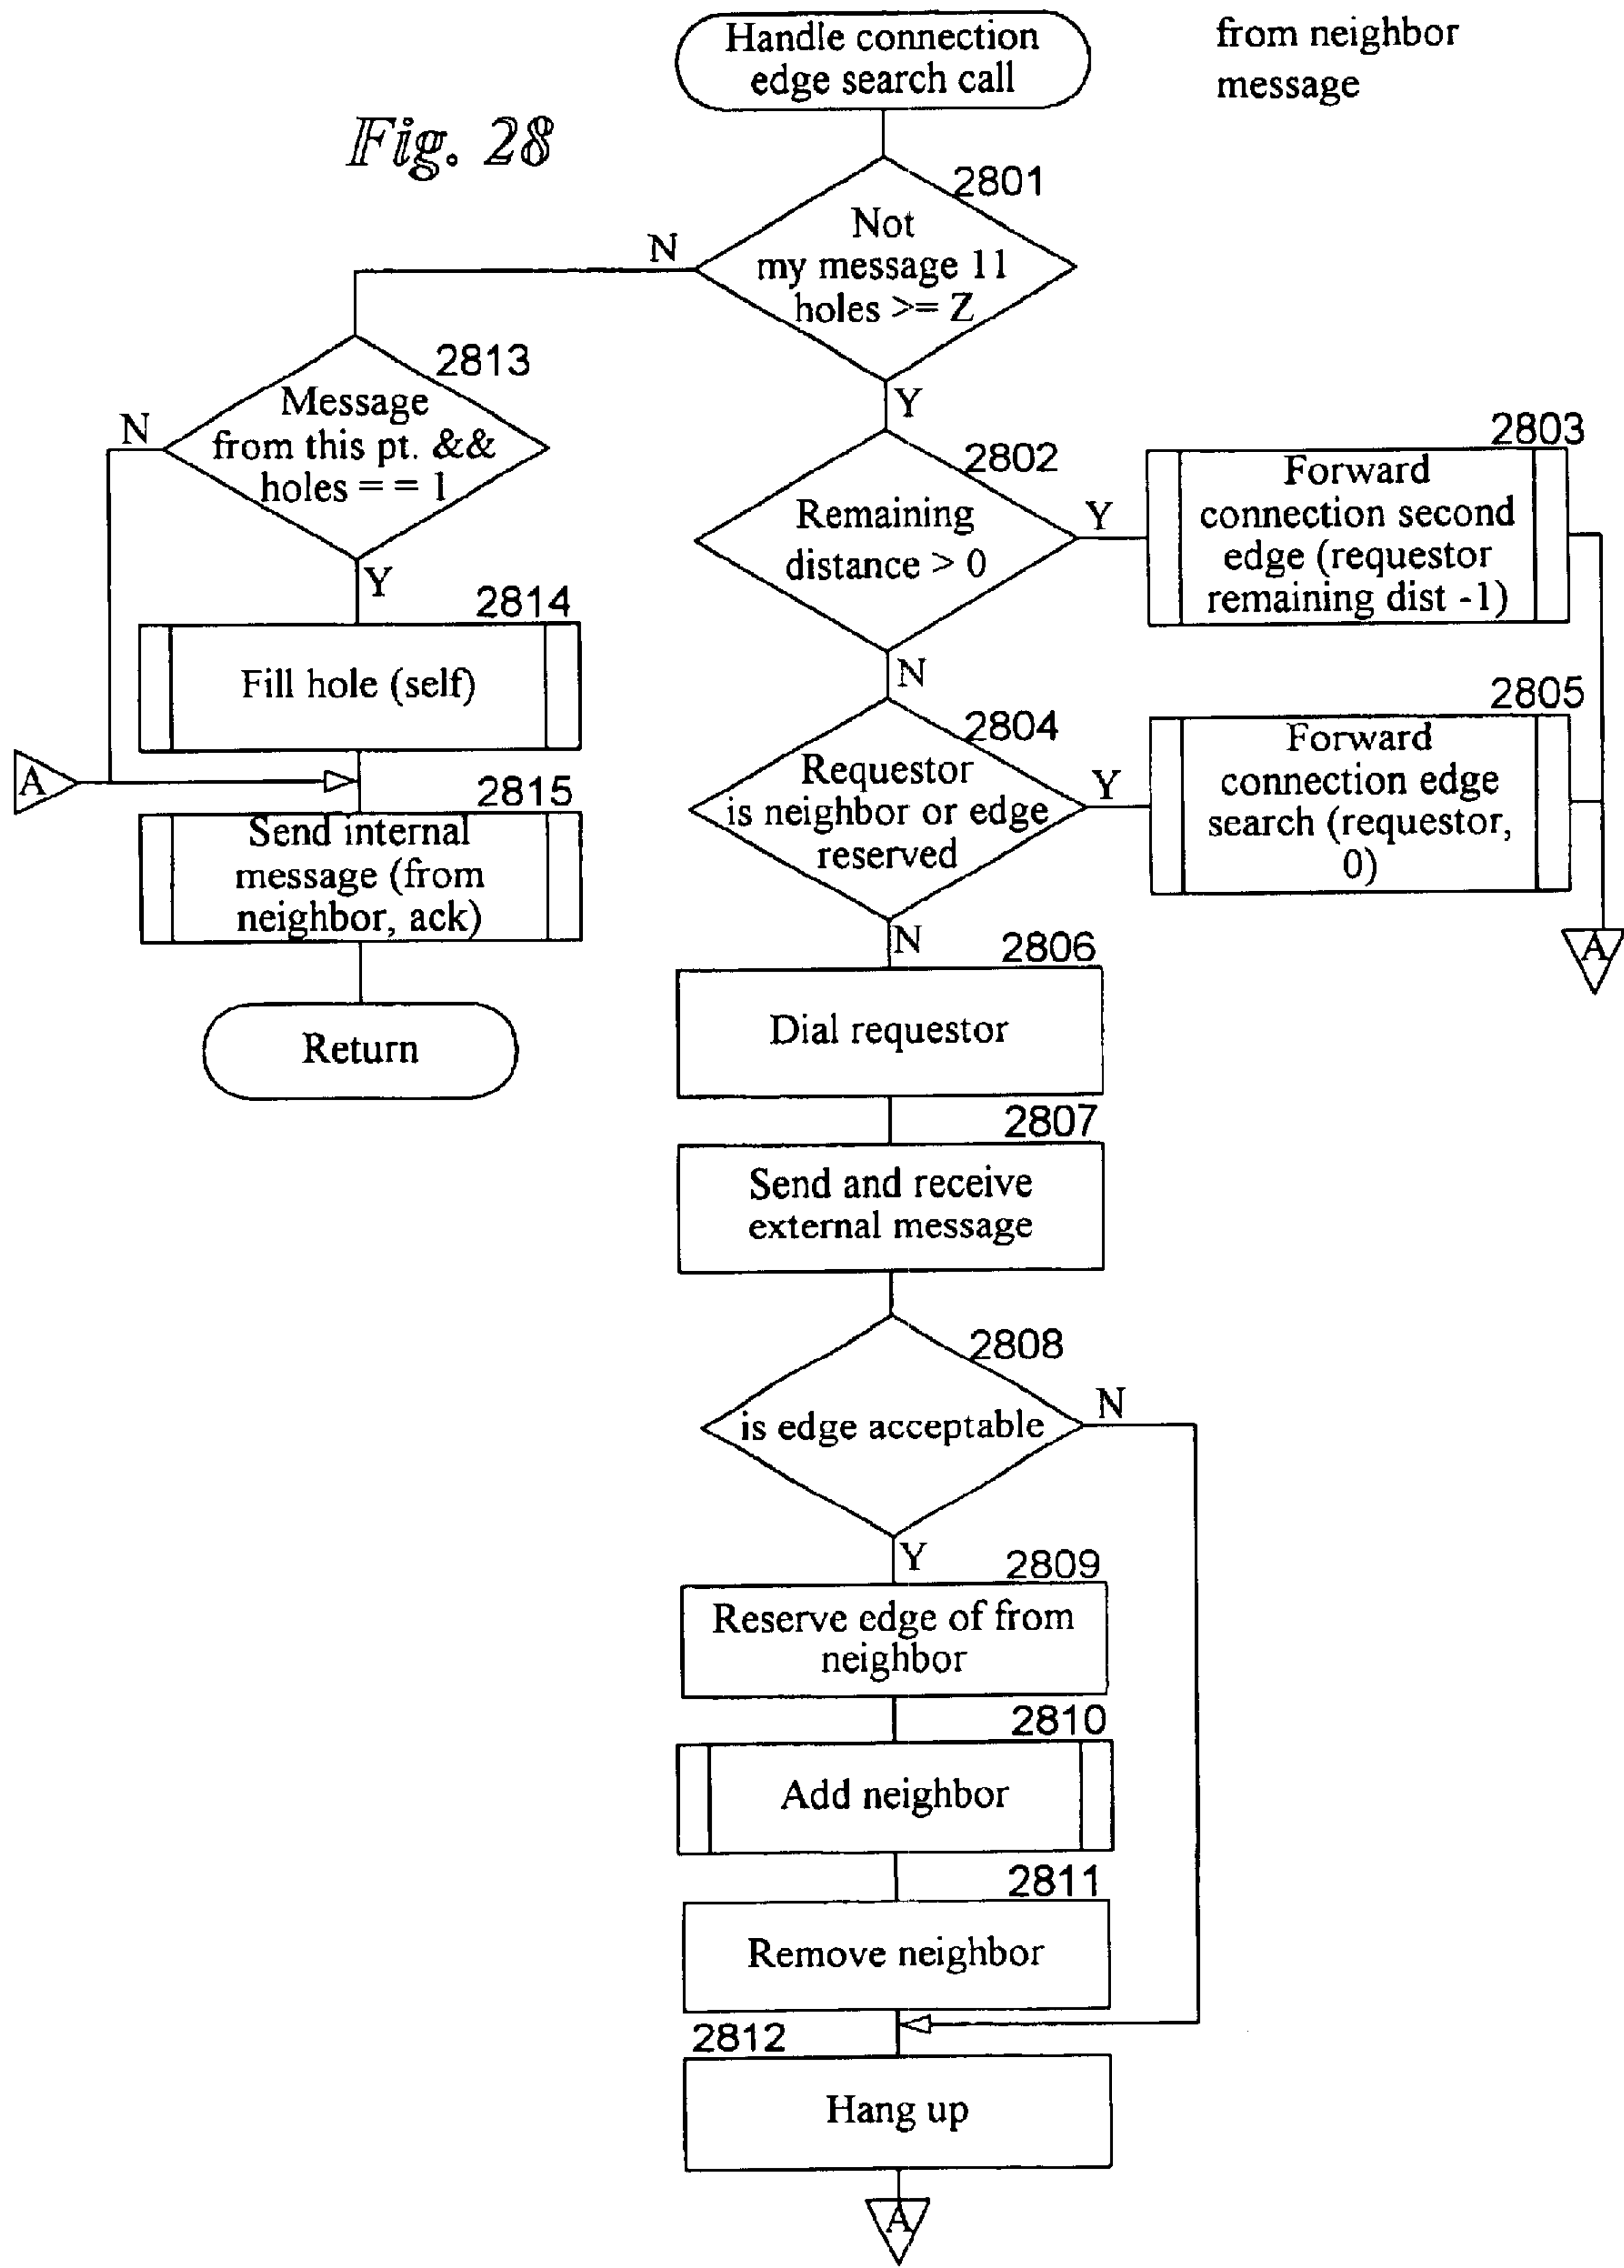 Handle connection
edge search call
from neighbor
message
Fig. 28
2801
Not
my message 11
holes >= Z
N
Y
2813
Message
from this pt. &&
holes = = 1
N
Y
2802
Remaining
distance > 0
Y
N
2803
Forward
connection second
edge (requestor
remaining dist -1)
2814
Fill hole (self)
A
2815
Send internal
message (from
neighbor, ack)
Return
2804
Requestor
is neighbor or edge
reserved
Y
N
2805
Forward
connection edge
search (requestor,
0)
A
2806
Dial requestor
2807
Send and receive
external message
2808
is edge acceptable
N
Y
2809
Reserve edge of from
neighbor
2810
Add neighbor
2811
Remove neighbor
2812
Hang up
A